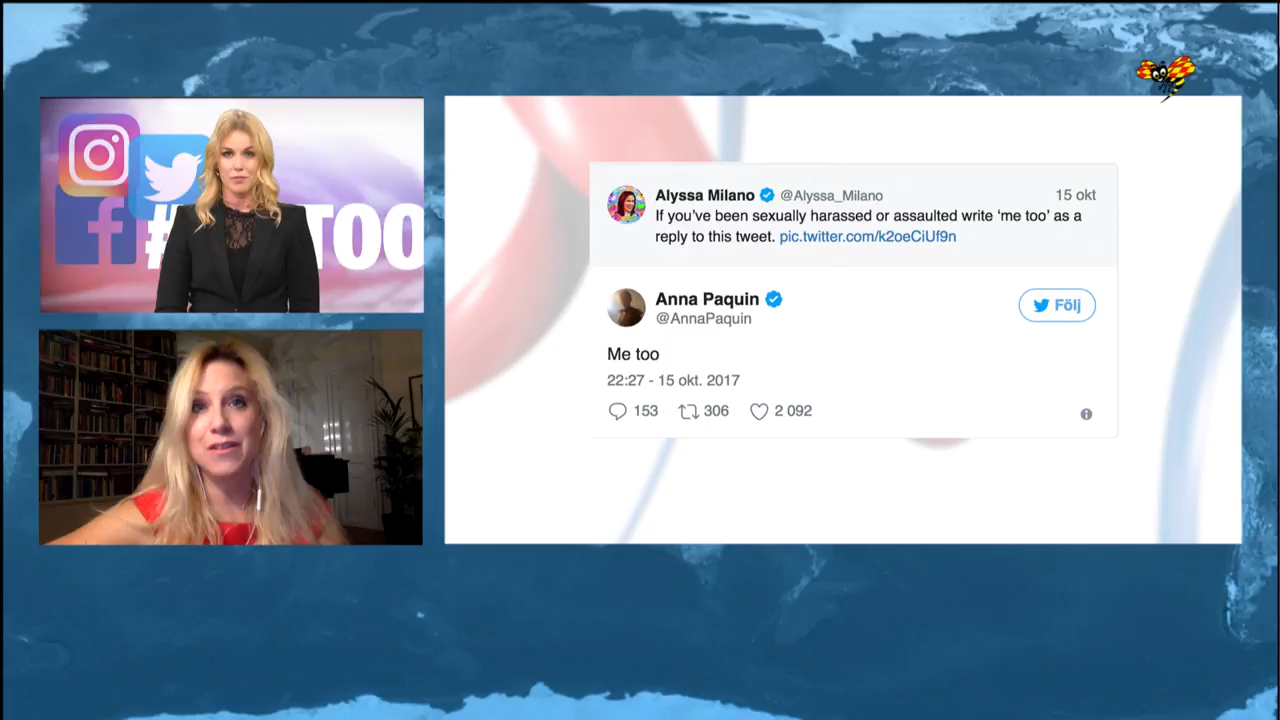 #
TOO
Alyssa Milano @Alyssa_Milano 15 okt
If you've been sexually harassed or assaulted write ‘me too’ as a
reply to this tweet. pic.twitter.com/k2oeCiUf9n
Anna Paquin
@AnnaPaquin
Följ
Me too
22:27 - 15 okt. 2017
153 306 2 092